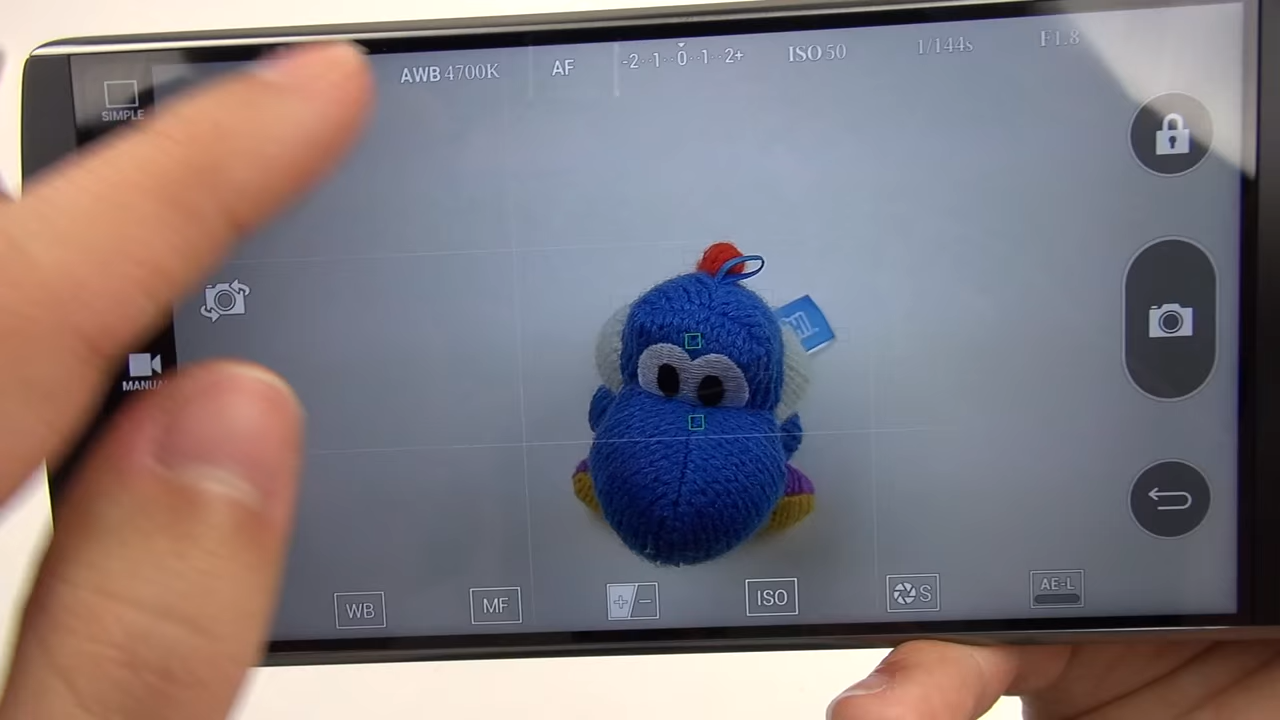 SIMPLE
AWB 4700K
AF
-2··1··0··1··2+
ISO 50
1/144s
F1.8
WB
MF
+/-
ISO
S
AE-L